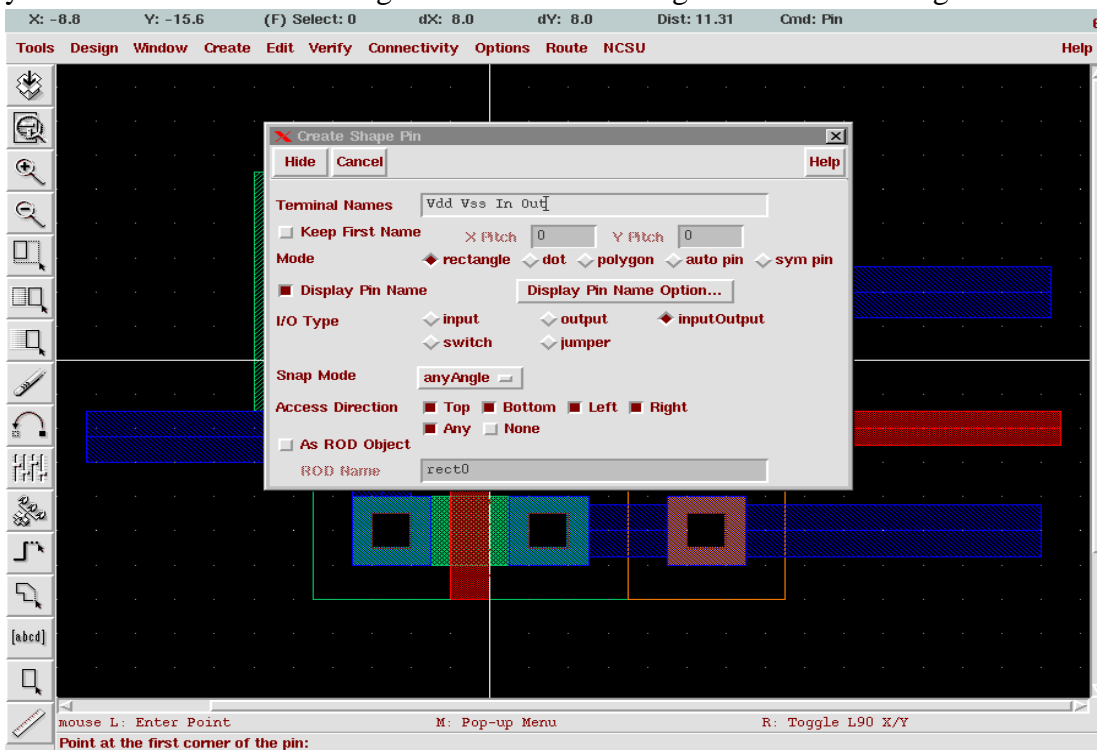 X: -8.8 Y: -15.6 (F) Select: 0 dX: 8.0 dY: 8.0 Dist: 11.31 Cmd: Pin
Tools Design Window Create Edit Verify Connectivity Options Route NCSU Help
Create Shape Pin
Hide Cancel Help
Terminal Names Vdd Vss In Out
Keep First Name X Pitch 0 Y Pitch 0
Mode rectangle dot polygon auto pin sym pin
Display Pin Name Display Pin Name Option...
I/O Type input output inputOutput
switch jumper
Snap Mode anyAngle
Access Direction Top Bottom Left Right
Any None
As ROD Object
ROD Name rect0
[abcd]
mouse L: Enter Point M: Pop-up Menu R: Toggle L90 X/Y
Point at the first corner of the pin: